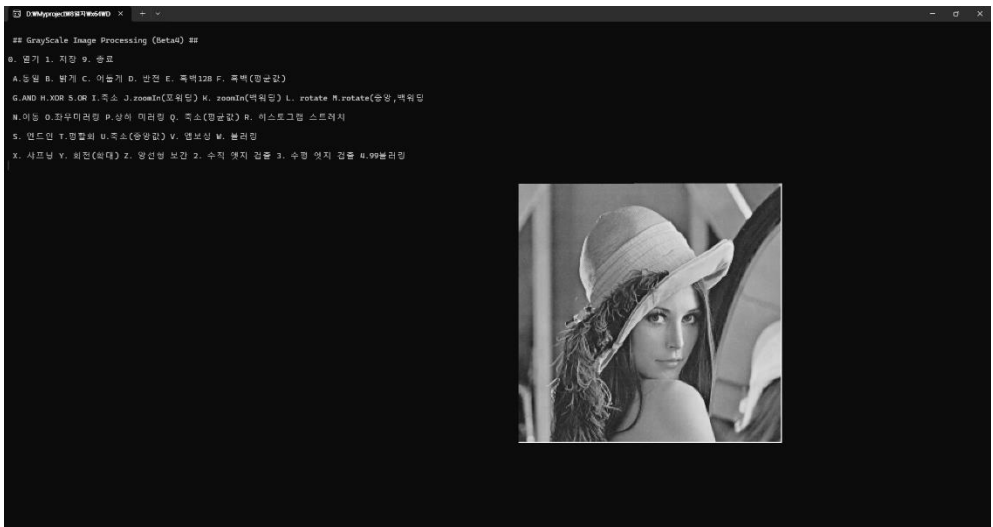 ## GrayScale Image Processing (Beta4) ##
0. 열기 1. 저장 9. 종료
A.동일 B. 밝게 C. 어둡게 D. 반전 E. 흑백128 F. 흑백(평균값)
G.AND H.XOR 5.OR I.축소 J.zoomIn(포워딩) K. zoomIn(백워딩) L. rotate M.rotate(중앙,백워딩
N.이동 O.좌우미러링 P.상하 미러링 Q. 축소(평균값) R. 히스토그램 스트레치
S. 엔드인 T.평활화 U.축소(중앙값) V. 엠보싱 W. 블러링
X. 샤프닝 Y. 회전(확대) Z. 양선형 보간 2. 수직 엣지 검출 3. 수평 엣지 검출 4.99블러링